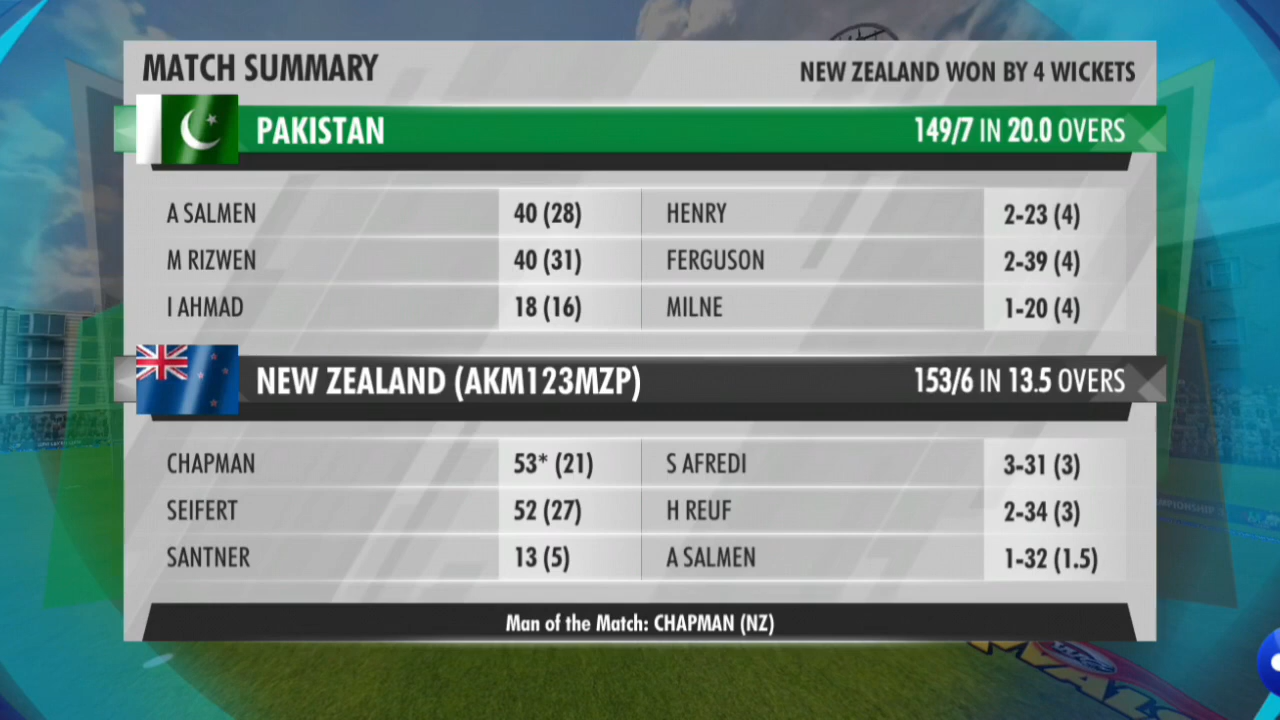 MATCH SUMMARY NEW ZEALAND WON BY 4 WICKETS
PAKISTAN 149/7 IN 20.0 OVERS
A SALMEN 40 (28) HENRY 2-23 (4)
M RIZWEN 40 (31) FERGUSON 2-39 (4)
I AHMAD 18 (16) MILNE 1-20 (4)
NEW ZEALAND (AKM123MZP) 153/6 IN 13.5 OVERS
CHAPMAN 53* (21) S AFREDI 3-31 (3)
SEIFERT 52 (27) H REUF 2-34 (3)
SANTNER 13 (5) A SALMEN 1-32 (1.5)
Man of the Match: CHAPMAN (NZ)